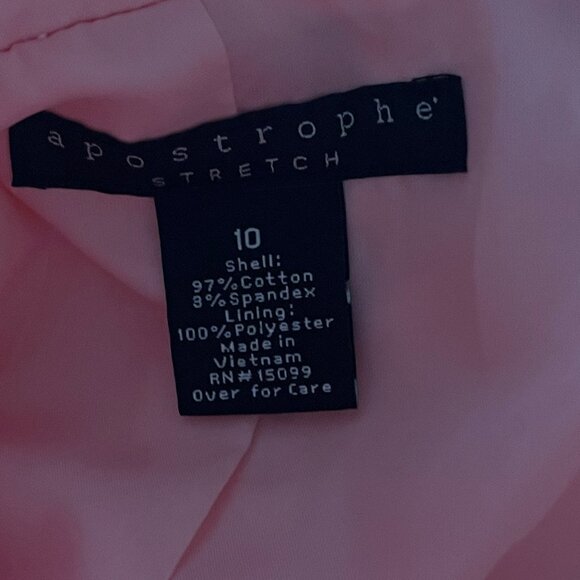 apostrophe'
STRETCH
10
Shell:
97%Cotton
3%Spandex
Lining:
100%Polyester
Made in
Vietnam
RN#15099
Over for Care